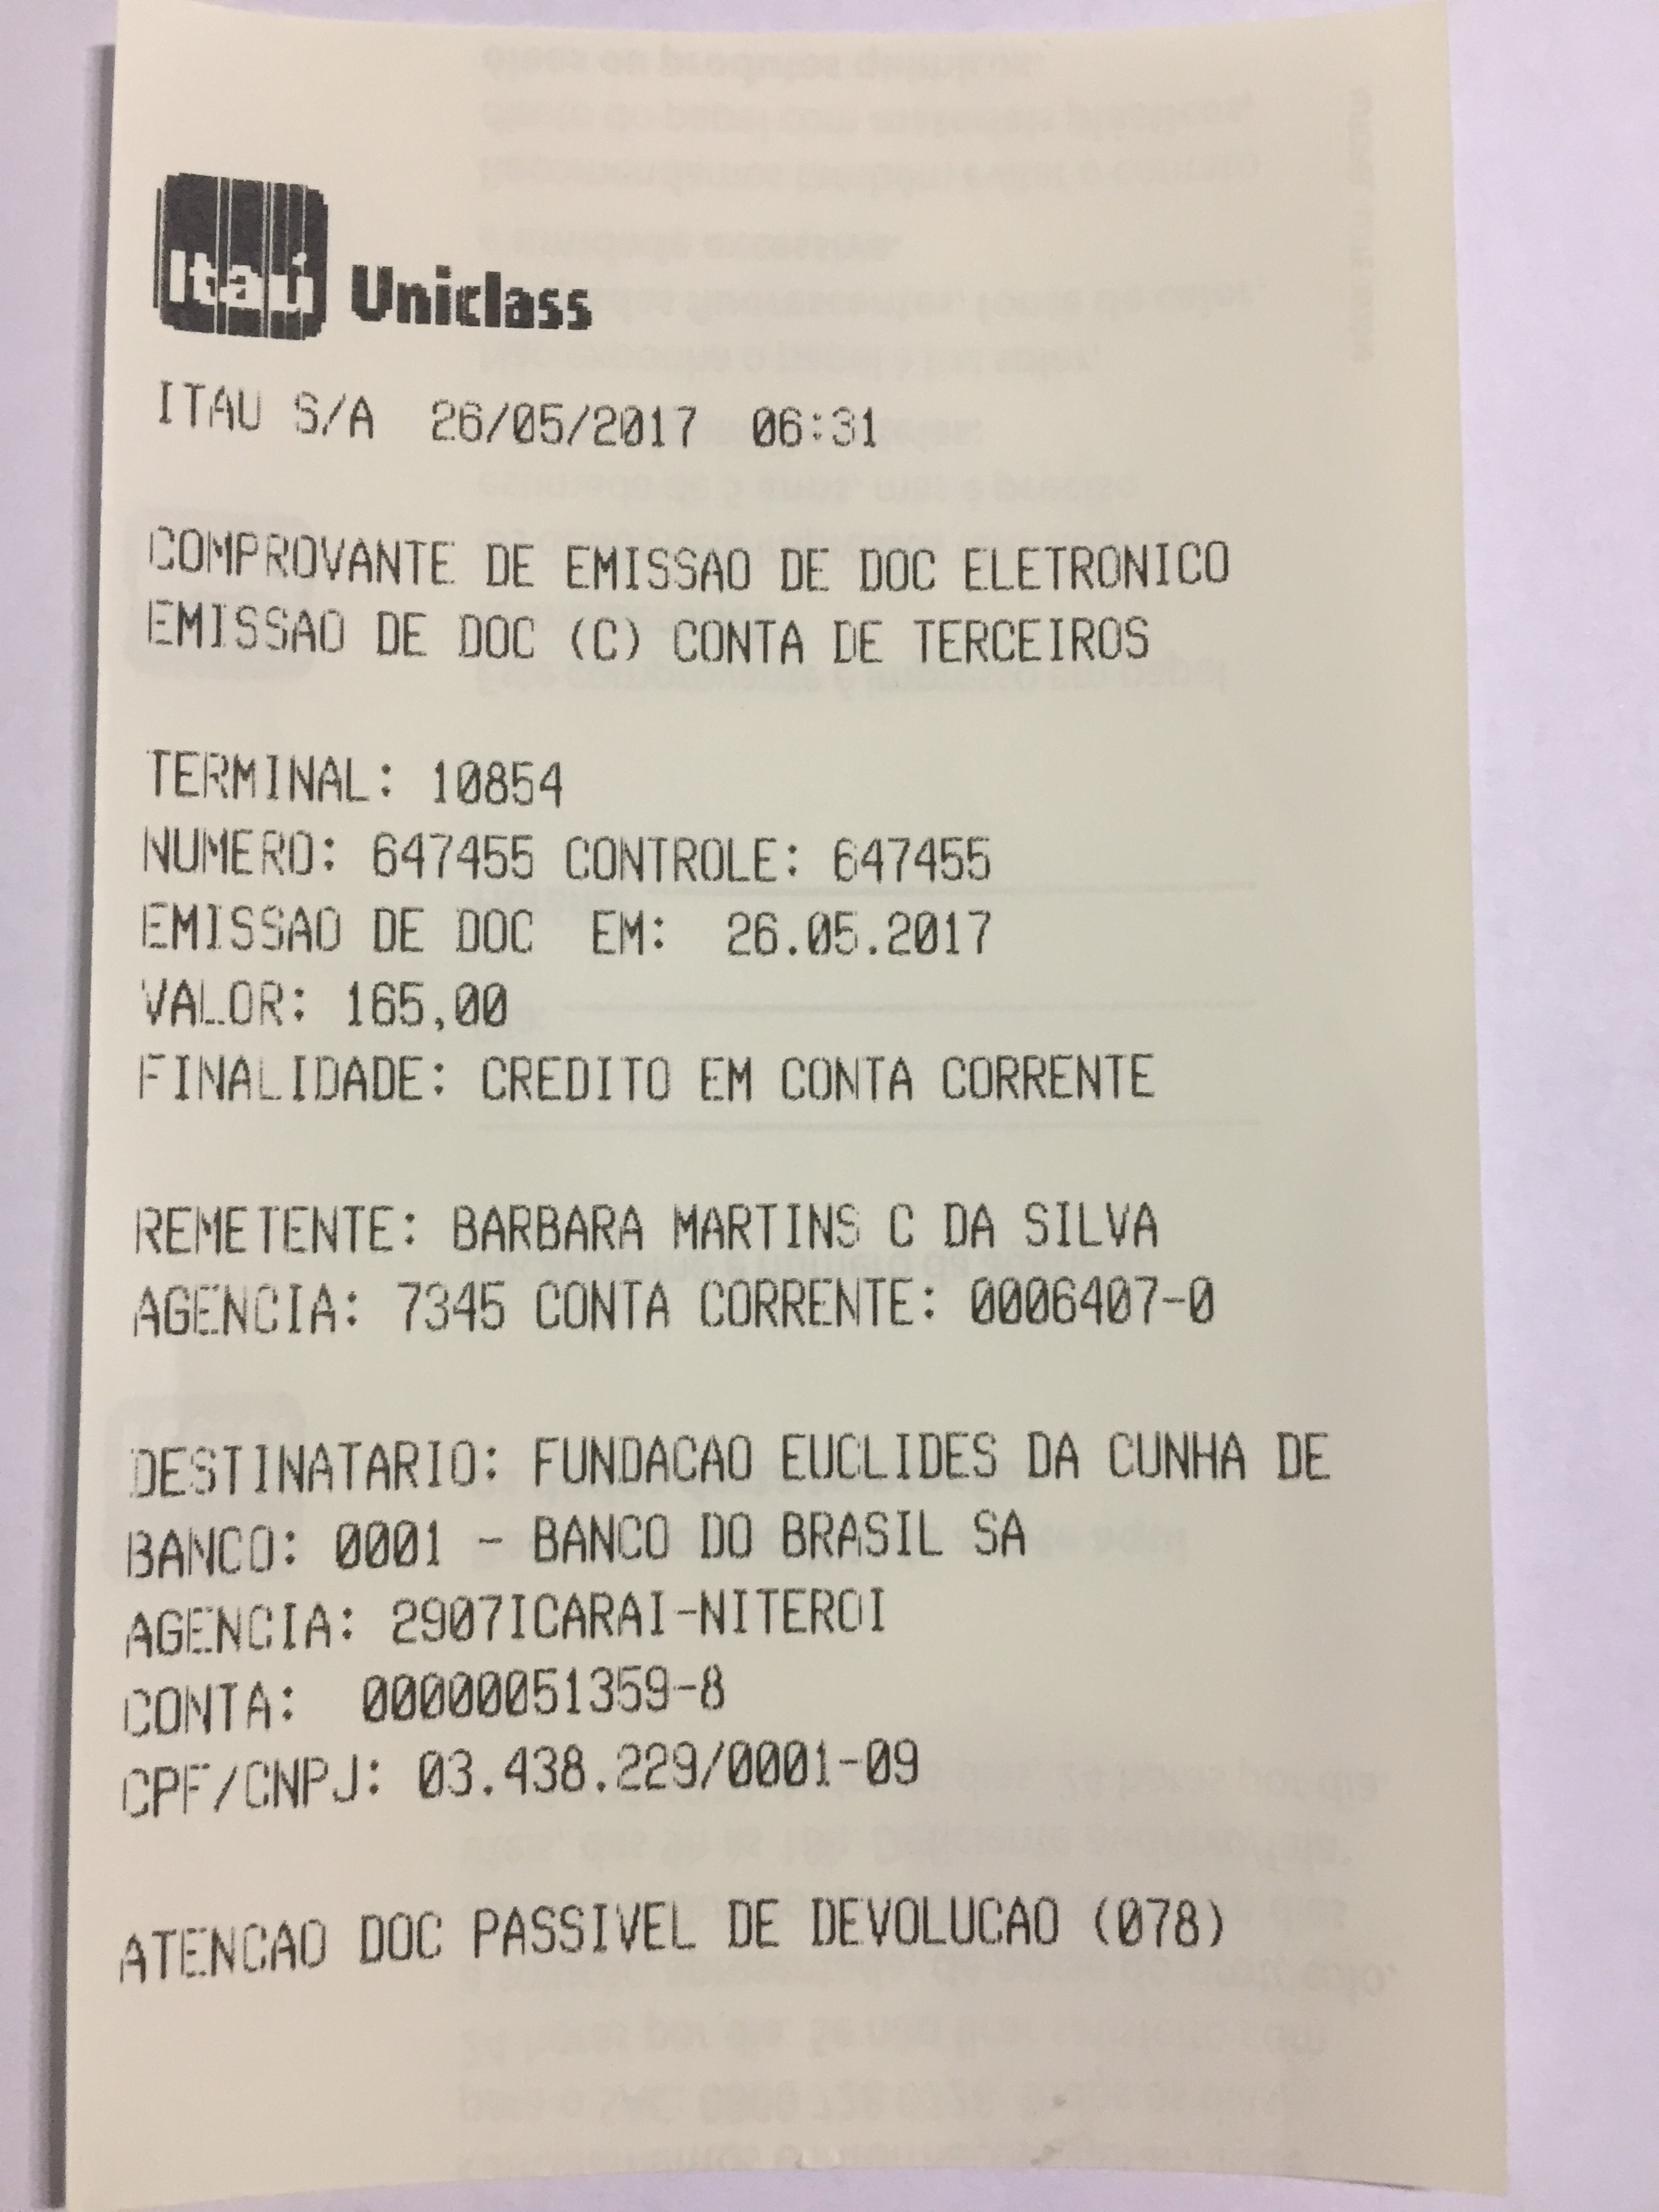 Itaú Uniclass
ITAU S/A 26/05/2017 06:31
COMPROVANTE DE EMISSAO DE DOC ELETRONICO
EMISSAO DE DOC (C) CONTA DE TERCEIROS
TERMINAL: 10854
NUMERO: 647455 CONTROLE: 647455
EMISSAO DE DOC EM: 26.05.2017
VALOR: 165,00
FINALIDADE: CREDITO EM CONTA CORRENTE
REMETENTE: BARBARA MARTINS C DA SILVA
AGENCIA: 7345 CONTA CORRENTE: 0006407-0
DESTINATARIO: FUNDACAO EUCLIDES DA CUNHA DE
BANCO: 0001 - BANCO DO BRASIL SA
AGENCIA: 2907ICARAI-NITEROI
CONTA: 00000051359-8
CPF/CNPJ: 03.438.229/0001-09
ATENCAO DOC PASSIVEL DE DEVOLUCAO (078)